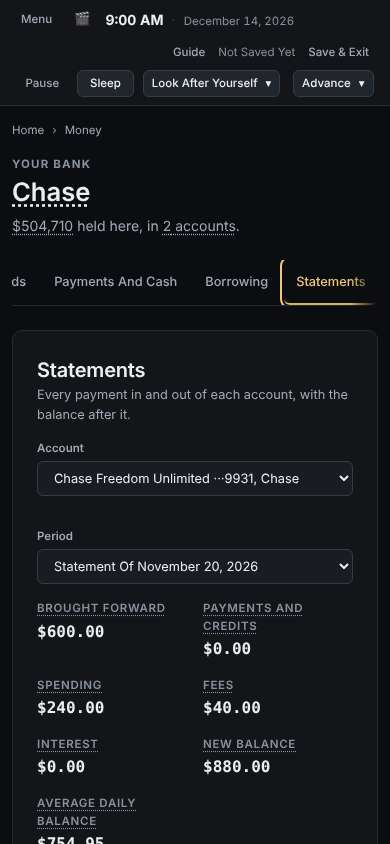 Menu 🎬 9:00 AM · December 14, 2026
Guide Not Saved Yet Save & Exit
Pause Sleep Look After Yourself ▾ Advance ▾
Home › Money
YOUR BANK
Chase
$504,710 held here, in 2 accounts.
ds Payments And Cash Borrowing Statements
Statements
Every payment in and out of each account, with the
balance after it.
Account
Chase Freedom Unlimited ···9931, Chase
Period
Statement Of November 20, 2026
BROUGHT FORWARD
$600.00
PAYMENTS AND
CREDITS
$0.00
SPENDING
$240.00
FEES
$40.00
INTEREST
$0.00
NEW BALANCE
$880.00
AVERAGE DAILY
BALANCE
$754.95